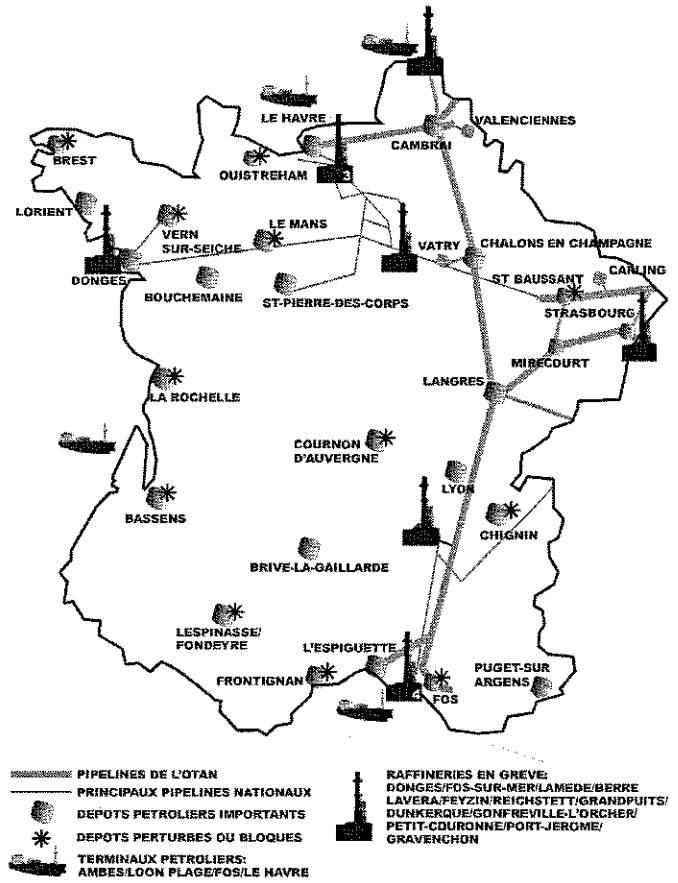 LE HAVRE
VALENCIENNES
CAMBRAI
BREST
OUISTREHAM
3
LORIENT
VERN
SUR-SEICHE
LE MANS
VATRY
CHALONS EN CHAMPAGNE
DONGES
BOUCHEMAINE
ST-PIERRE-DES-CORPS
ST BAUSSANT
CARLING
STRASBOURG
MIRECOURT
LANGRES
LA ROCHELLE
COURNON
D'AUVERGNE
LYON
BASSENS
CHIGNIN
BRIVE-LA-GAILLARDE
LESPINASSE/
FONDEYRE
L'ESPIGUETTE
FRONTIGNAN
FOS
PUGET-SUR
ARGENS
PIPELINES DE L'OTAN
PRINCIPAUX PIPELINES NATIONAUX
DEPOTS PETROLIERS IMPORTANTS
DEPOTS PERTURBES OU BLOQUES
TERMINAUX PETROLIERS:
AMBES/LOON PLAGE/FOS/LE HAVRE
RAFFINERIES EN GREVE:
DONGES/FOS-SUR-MER/LAMEDE/BERRE
LAVERA/FEYZIN/REICHSTETT/GRANDPUITS/
DUNKERQUE/GONFREVILLE-L'ORCHER/
PETIT-COURONNE/PORT-JEROME/
GRAVENCHON